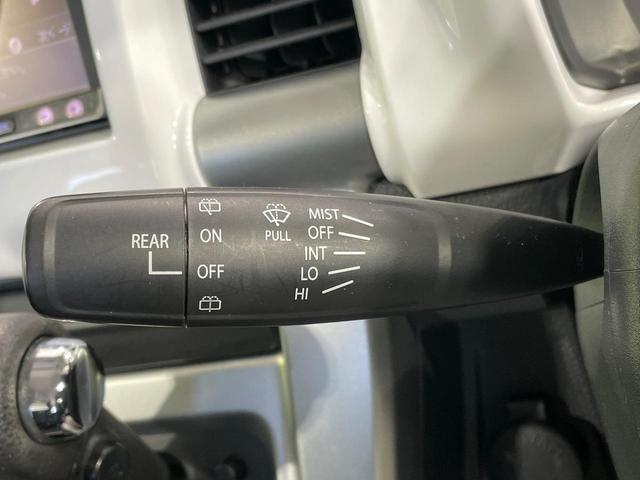 REAR
ON
OFF
PULL
MIST
OFF
INT
LO
HI